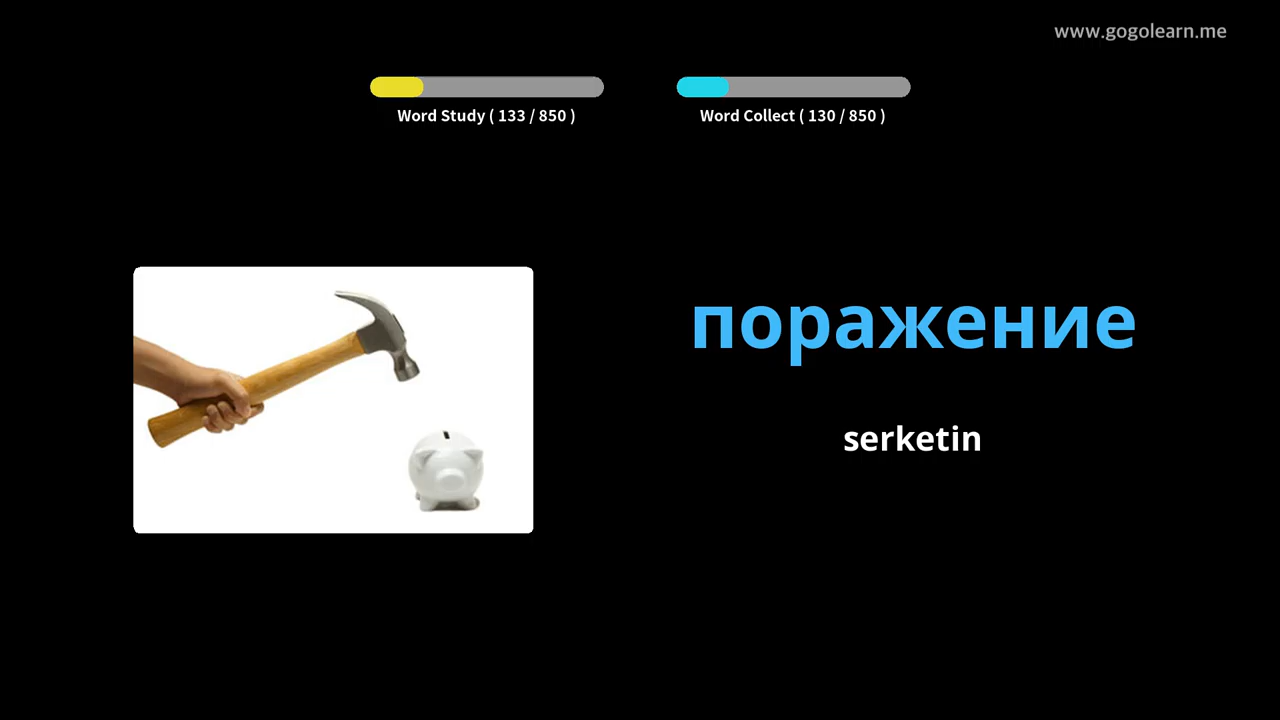 www.gogolearn.me
Word Study ( 133 / 850 )
Word Collect ( 130 / 850 )
поражение
serketin